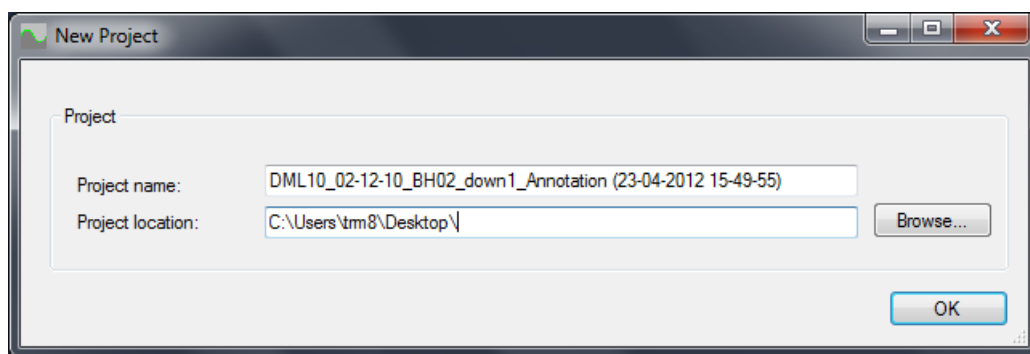 New Project
X
Project
Project name:
DML10_02-12-10_BH02_down1_Annotation (23-04-2012 15-49-55)
Project location:
C:\Users\trm8\Desktop\
Browse...
OK